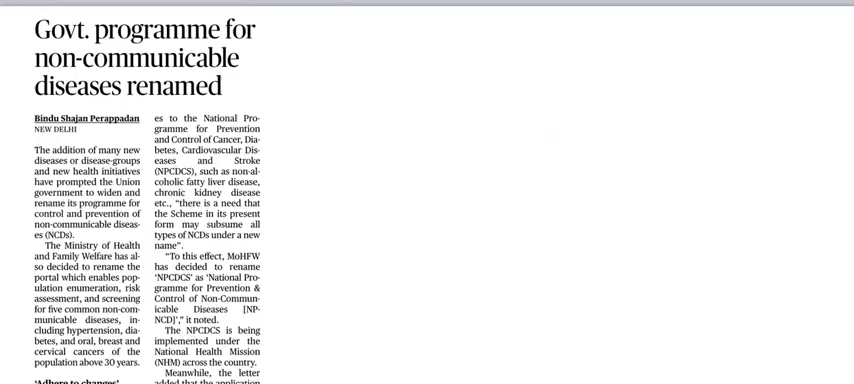 Govt. programme for
non-communicable
diseases renamed
Bindu Shajan Perappadan
NEW DELHI
The addition of many new
diseases or disease-groups
and new health initiatives
have prompted the Union
government to widen and
rename its programme for
control and prevention of
non-communicable diseas-
es (NCDs).
The Ministry of Health
and Family Welfare has al-
so decided to rename the
portal which enables pop-
ulation enumeration, risk
assessment, and screening
for five common non-com-
municable diseases, in-
cluding hypertension, dia-
betes, and oral, breast and
cervical cancers of the
population above 30 years.
‘Adhere to changes’
es to the National Pro-
gramme for Prevention
and Control of Cancer, Dia-
betes, Cardiovascular Dis-
eases and Stroke
(NPCDCS), such as non-al-
coholic fatty liver disease,
chronic kidney disease
etc., “there is a need that
the Scheme in its present
form may subsume all
types of NCDs under a new
name”.
“To this effect, MoHFW
has decided to rename
‘NPCDCS’ as ‘National Pro-
gramme for Prevention &
Control of Non-Commun-
icable Diseases [NP-
NCD]’,” it noted.
The NPCDCS is being
implemented under the
National Health Mission
(NHM) across the country.
Meanwhile, the letter
added that the application